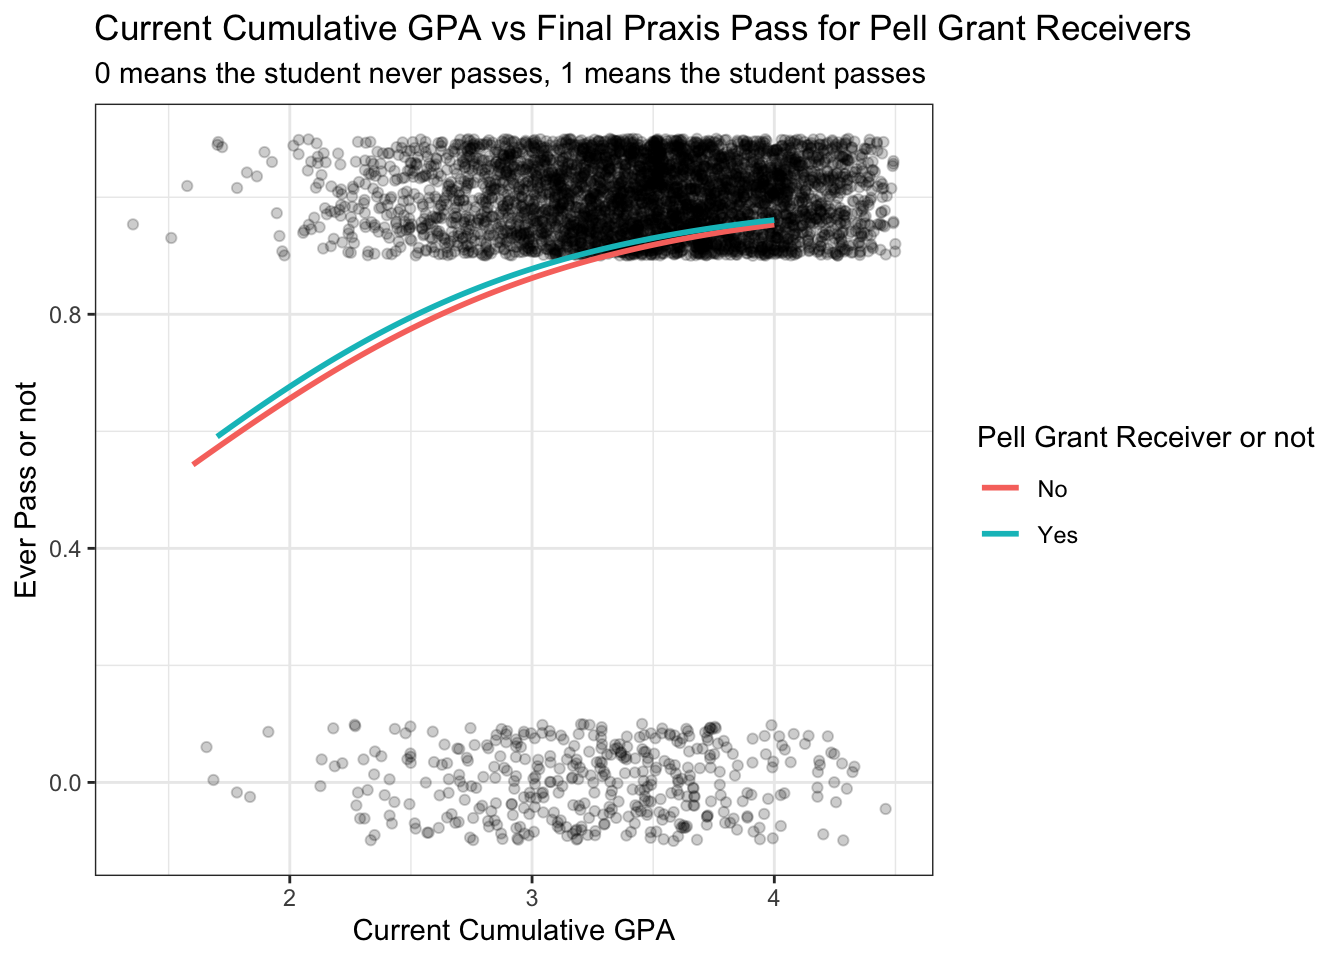 Current Cumulative GPA vs Final Praxis Pass for Pell Grant Receivers
0 means the student never passes, 1 means the student passes
Ever Pass or not
0.8
0.4
0.0
2 3 4
Current Cumulative GPA
Pell Grant Receiver or not
No
Yes